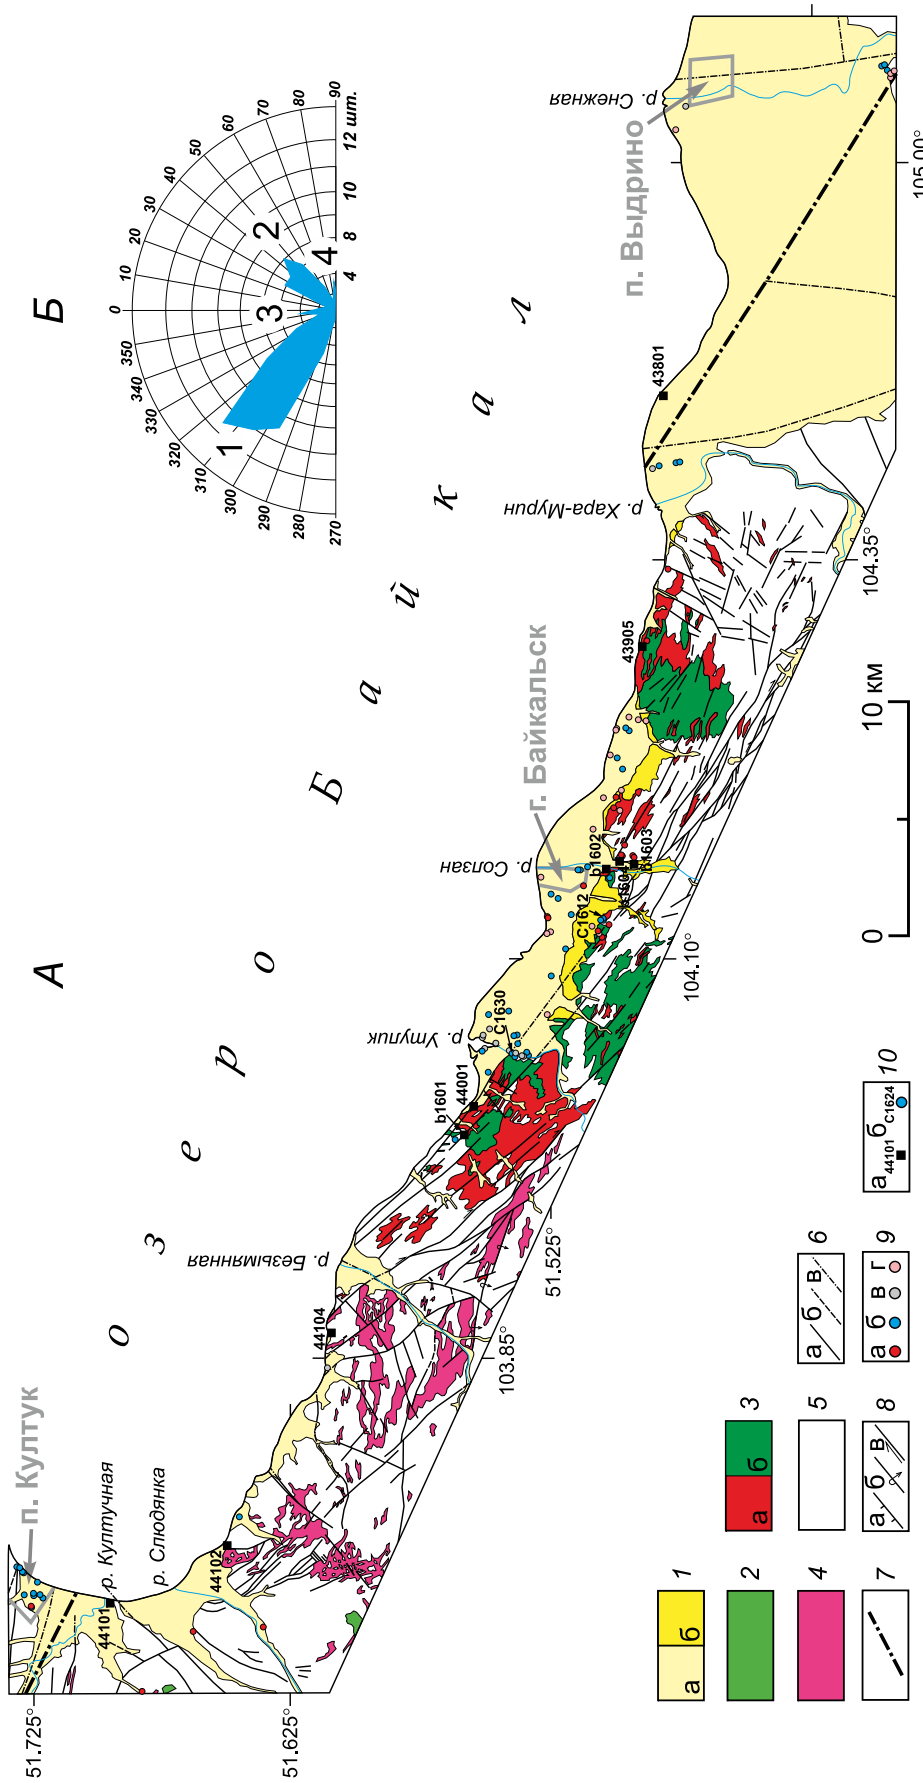 А
Б
270
280
290
300
310
320
330
340
350
0
10
20
30
40
50
60
70
80
90
4
8
10
12 шт.
1
2
3
4
о з е р о Б а й к а л
п. Култук
р. Култучная
р. Слюдянка
р. Безымянная
р. Утулик
р. Солзан
г. Байкальск
р. Хара-Мурин
п. Выдрино
р. Снежная
44101
44102
44104
b1601
44001
C1630
C1612
b1602
b1604
b1603
43905
43801
51.725°
51.625°
51.525°
103.85°
104.10°
104.35°
105.00°
0
10 км
а б 1
2
а б 3
4
5
а б в 6
7
а б в 8
а б в г 9
а 44101 б C1624 10